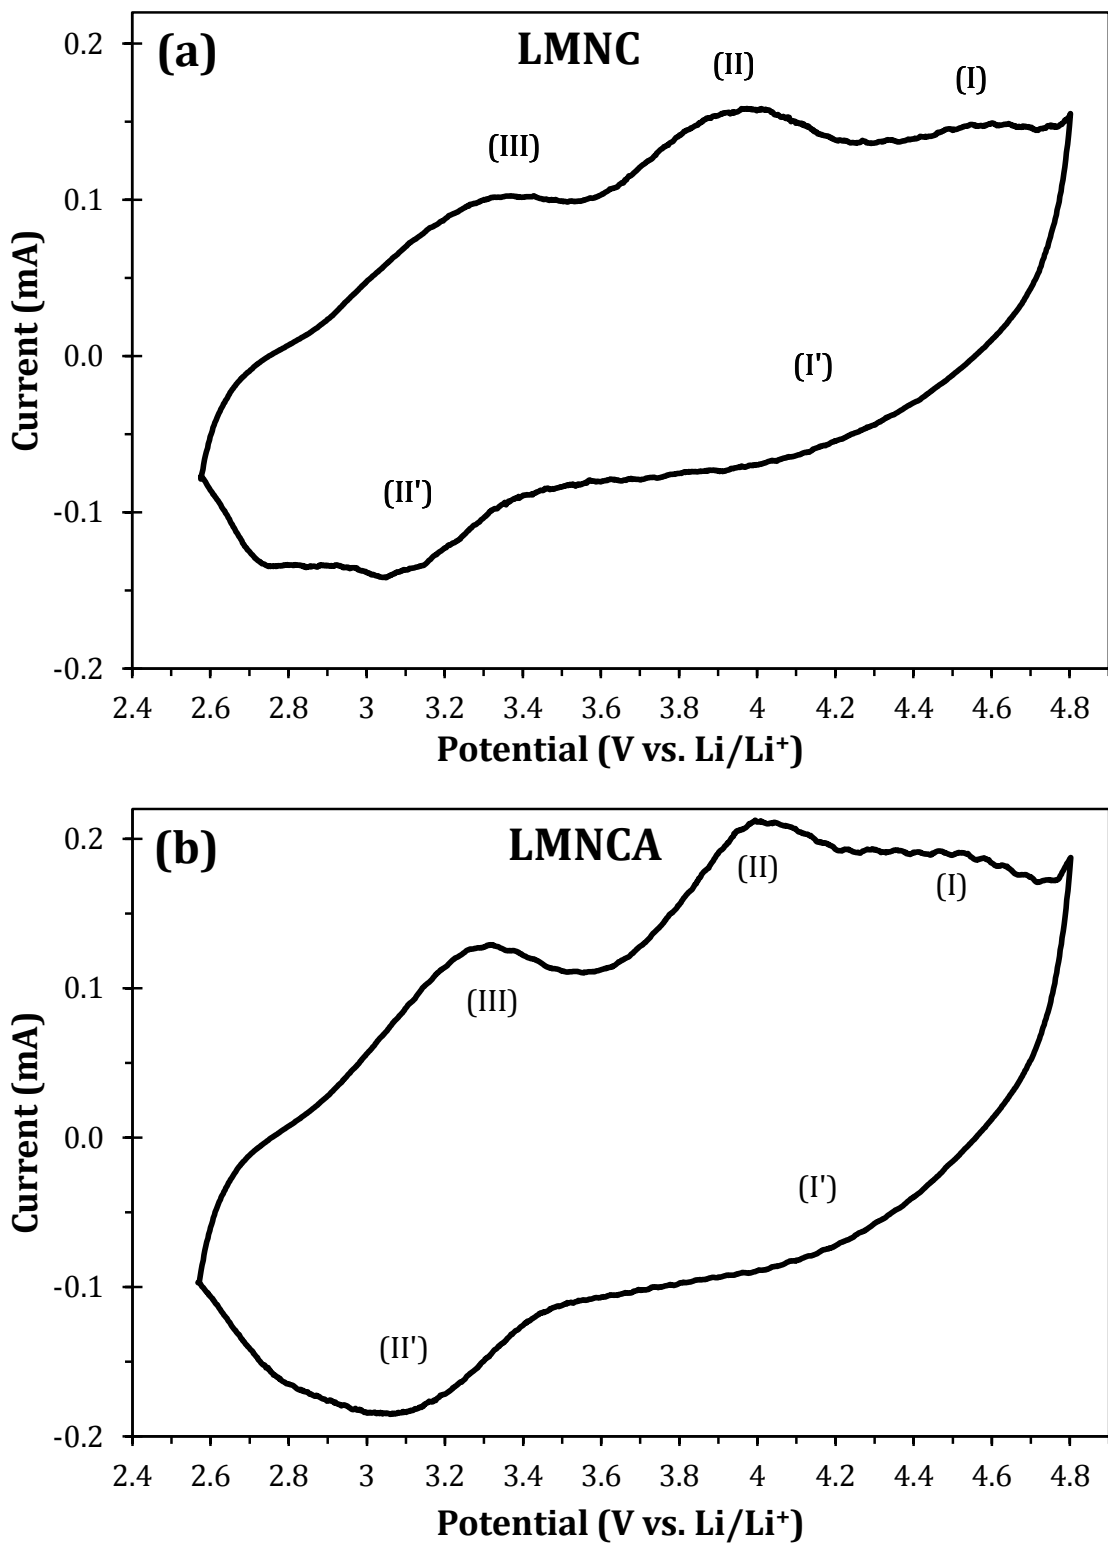 (a)
LMNC
(II)
(I)
(III)
(I')
(II')
0.2
0.1
0.0
-0.1
-0.2
Current (mA)
2.4 2.6 2.8 3 3.2 3.4 3.6 3.8 4 4.2 4.4 4.6 4.8
Potential (V vs. Li/Li⁺)
(b)
LMNCA
(II)
(I)
(III)
(I')
(II')
0.2
0.1
0.0
-0.1
-0.2
Current (mA)
2.4 2.6 2.8 3 3.2 3.4 3.6 3.8 4 4.2 4.4 4.6 4.8
Potential (V vs. Li/Li⁺)